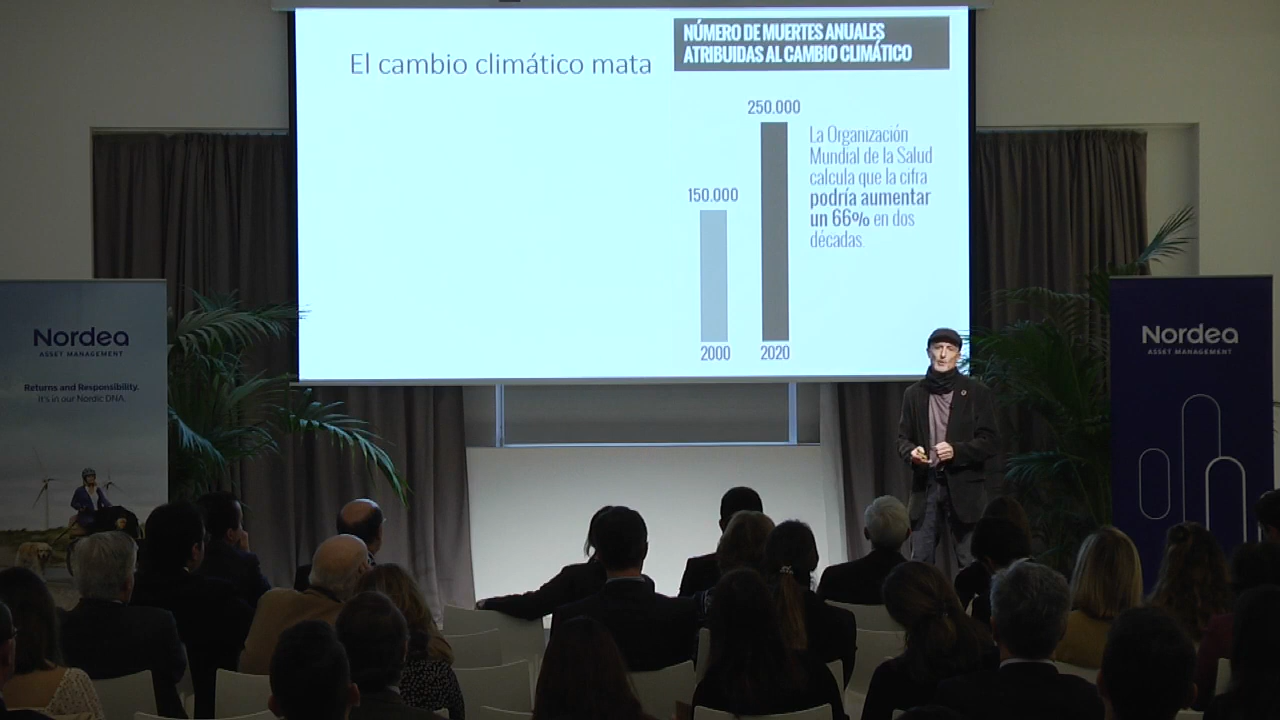 El cambio climático mata
NÚMERO DE MUERTES ANUALES
ATRIBUIDAS AL CAMBIO CLIMÁTICO
250.000
150.000
La Organización
Mundial de la Salud
calcula que la cifra
podría aumentar
un 66% en dos
décadas.
2000
2020
Nordea
ASSET MANAGEMENT
Returns and Responsibility.
It's in our Nordic DNA.
Nordea
ASSET MANAGEMENT